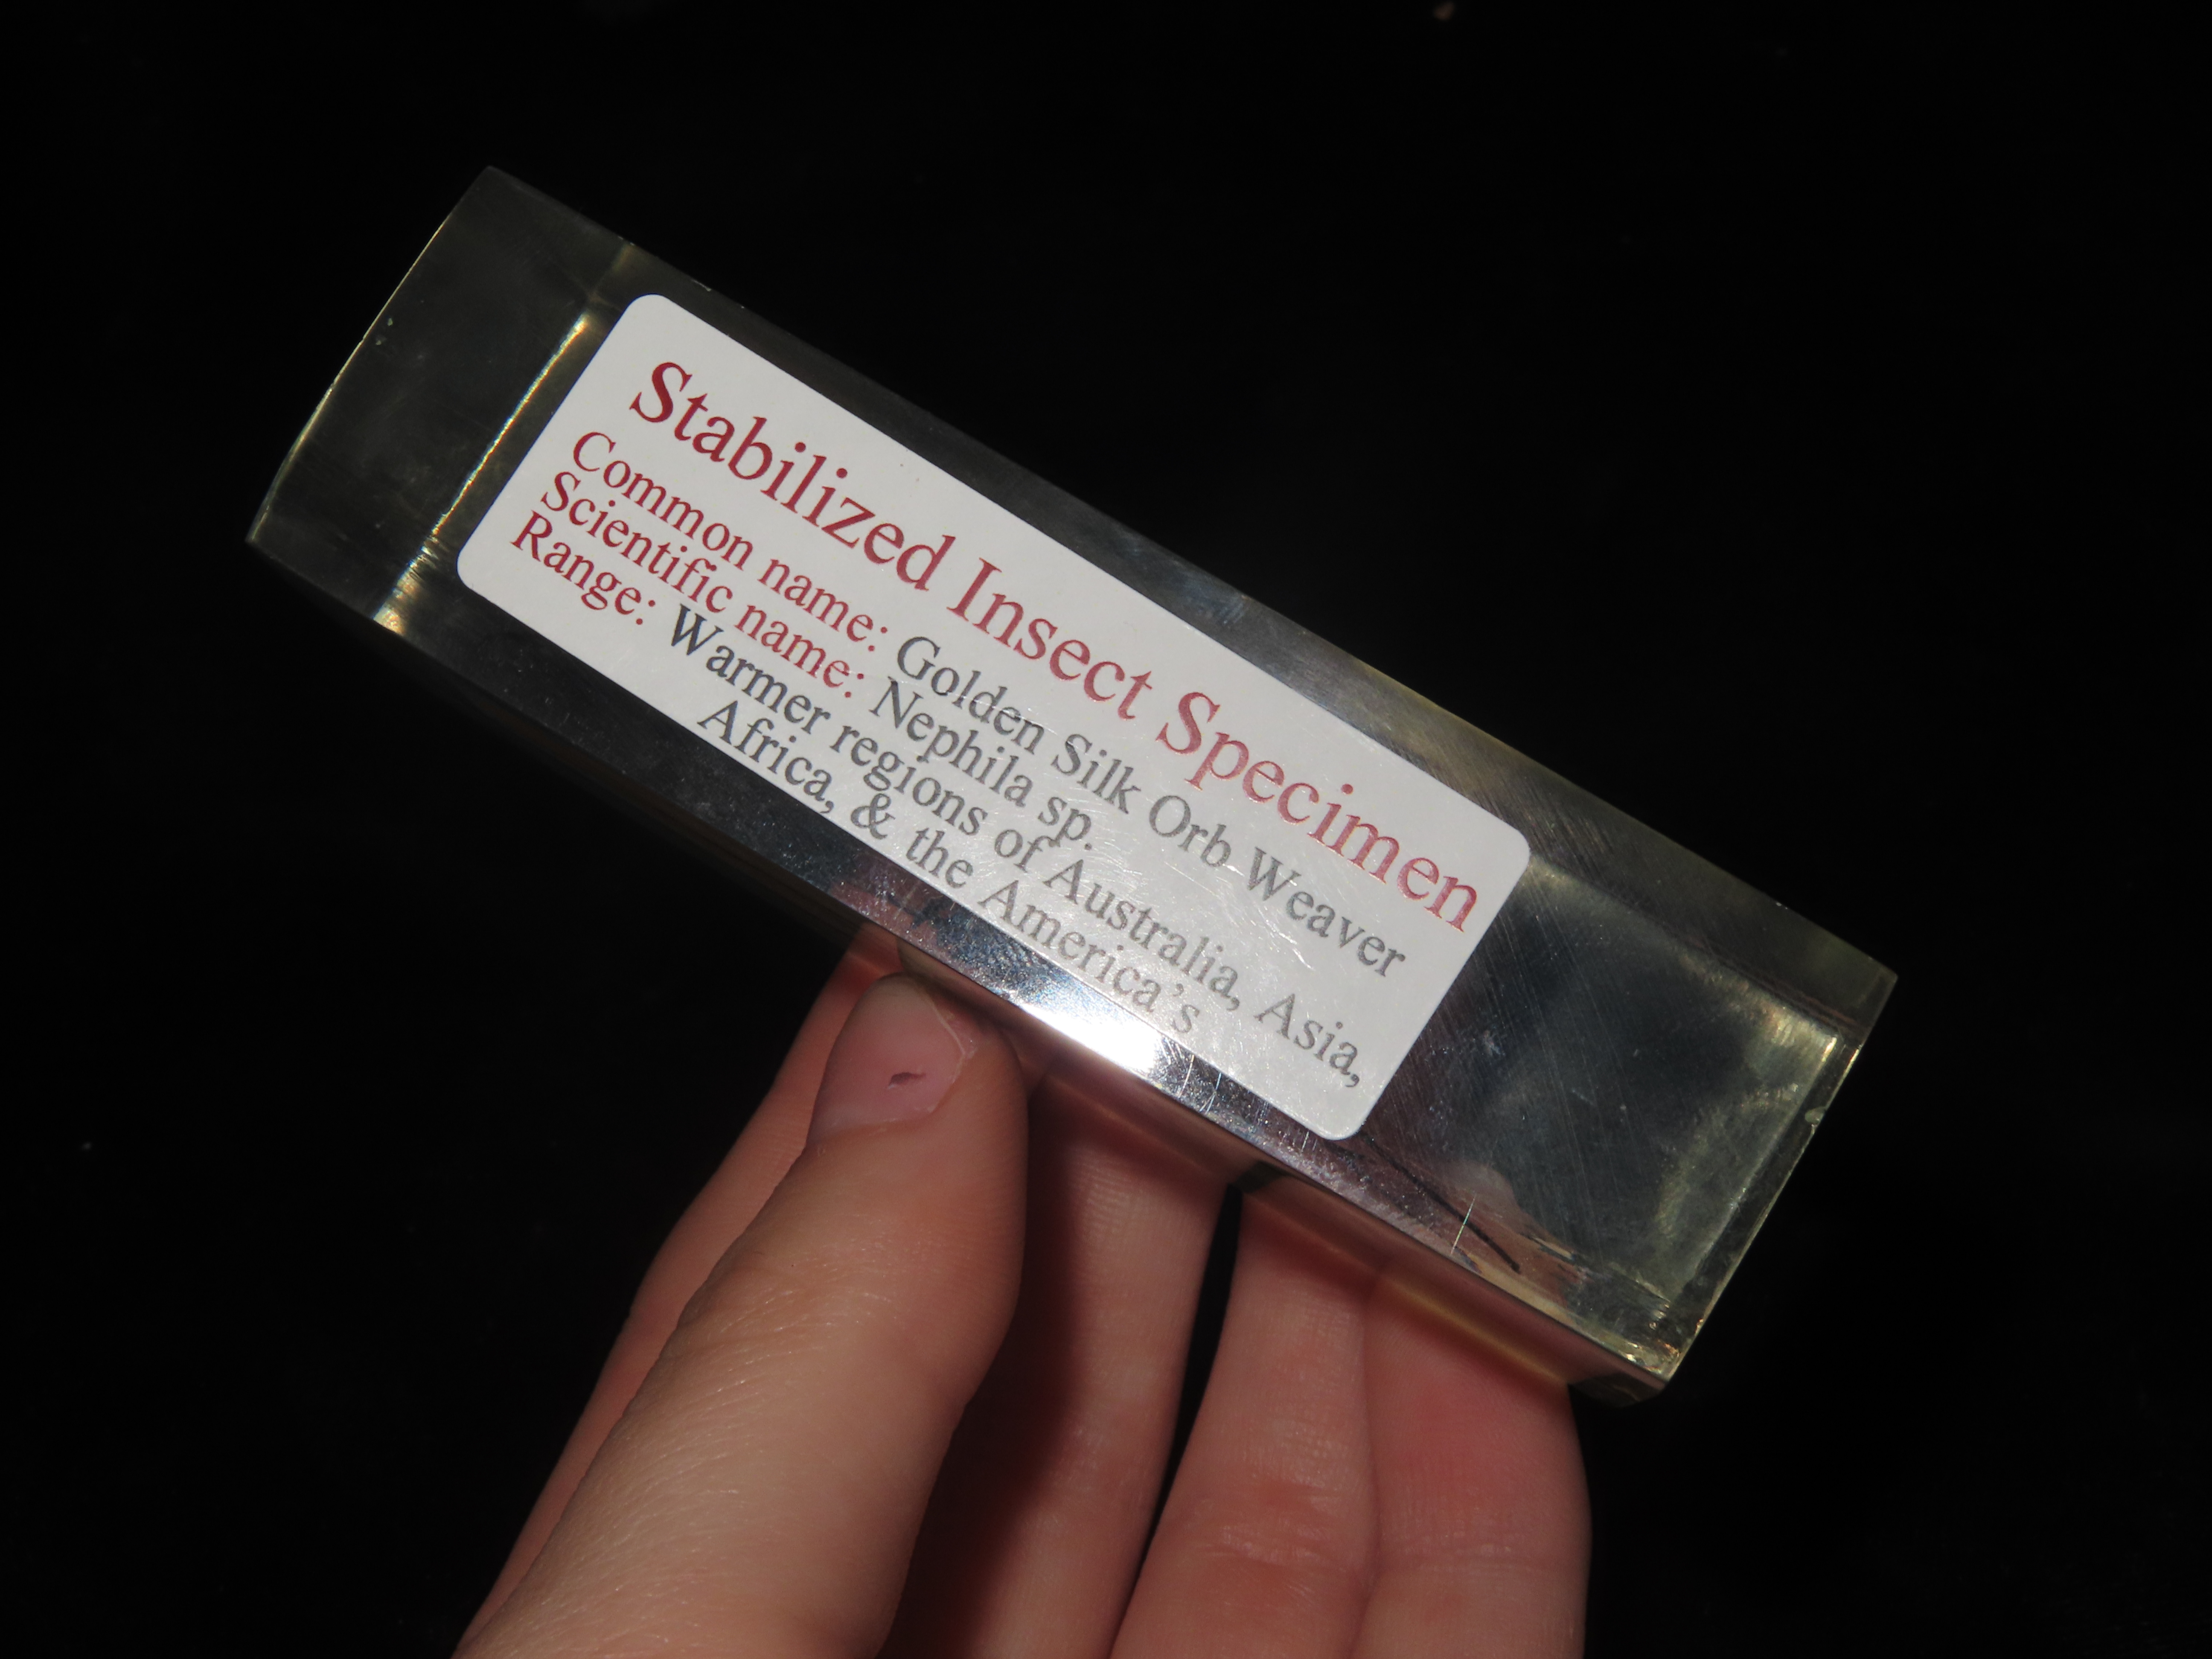 Stabilized Insect Specimen
Common name: Golden Silk Orb Weaver
Scientific name: Nephila sp.
Range: Warmer regions of Australia, Asia,
Africa, & the America's